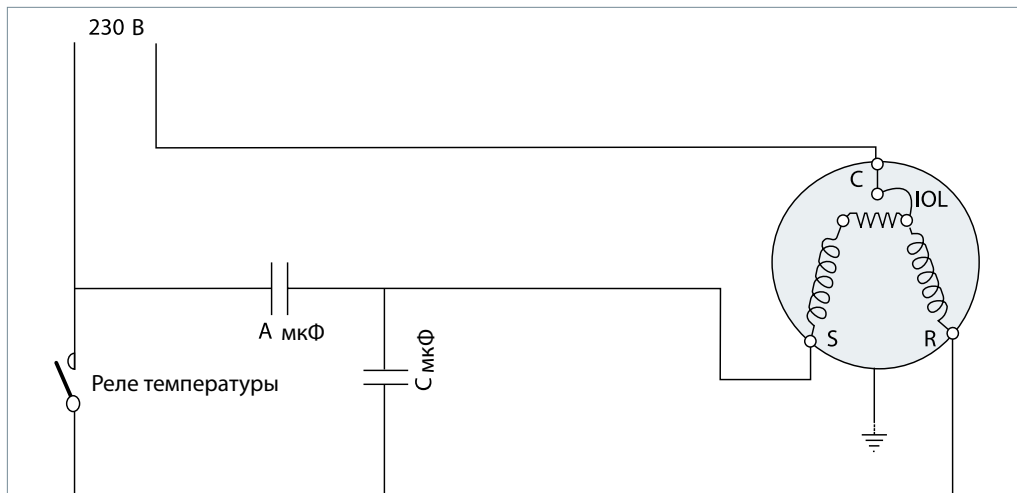 230 В
C
IOL
А мкФ
S
R
С мкФ
Реле температуры